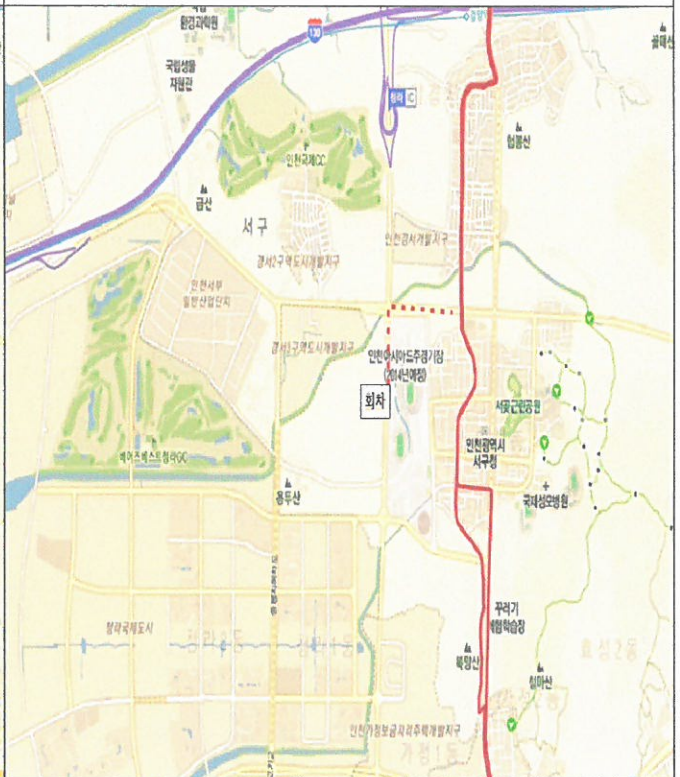 환경과학원
국립생물
자원관
130
청라 IC
인천국제CC
금산
서구
인천경서개발지구
경서2구역도시개발지구
인천서부
일반산업단지
경서1구역도시개발지구
인천아시아드주경기장
(2014년예정)
회차
서곶근린공원
인천광역시
서구청
국제성모병원
베어즈베스트청라GC
용두산
꾸러기
체험학습장
청라국제도시
효성2동
철마산
인천가정보금자리주택개발지구
가정1동